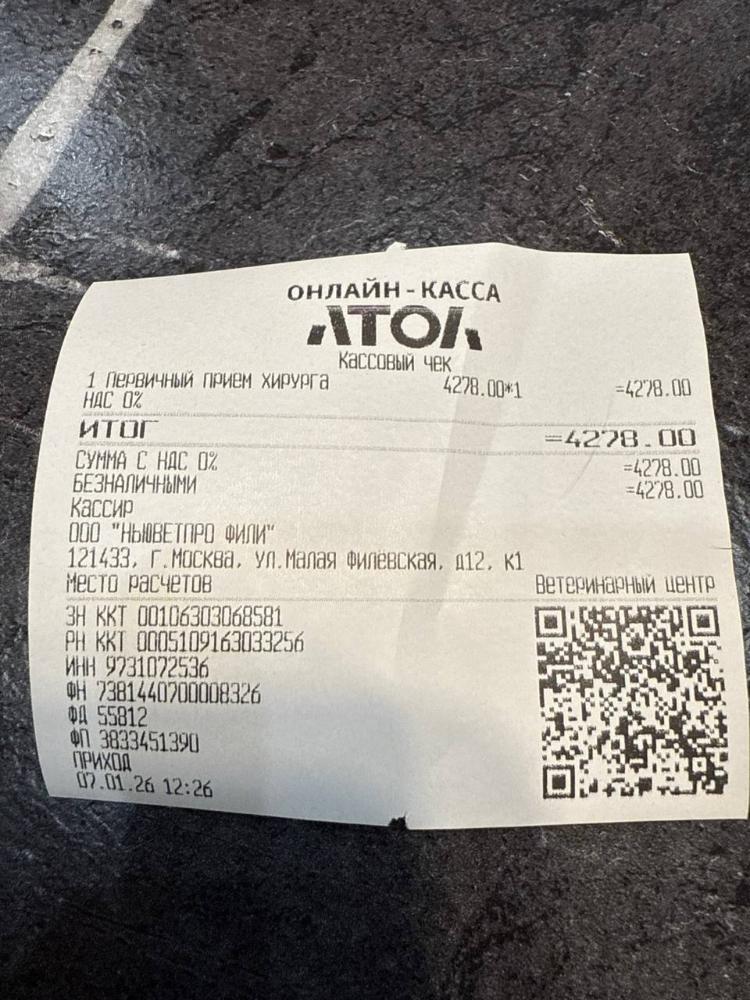 ОНЛАЙН-КАССА
АТОЛ
Кассовый чек
1 Первичный прием хирурга 4278.00*1 =4278.00
НДС 0%
ИТОГ =4278.00
СУММА С НДС 0% =4278.00
БЕЗНАЛИЧНЫМИ =4278.00
Кассир
ООО "НЬЮВЕТПРО ФИЛИ"
121433, г.Москва, ул.Малая Филёвская, д12, к1
Место расчетов Ветеринарный центр
ЗН ККТ 00106303068581
РН ККТ 0005109163033256
ИНН 9731072536
ФН 7381440700008326
ФД 55812
ФП 3833451390
ПРИХОД
07.01.26 12:26